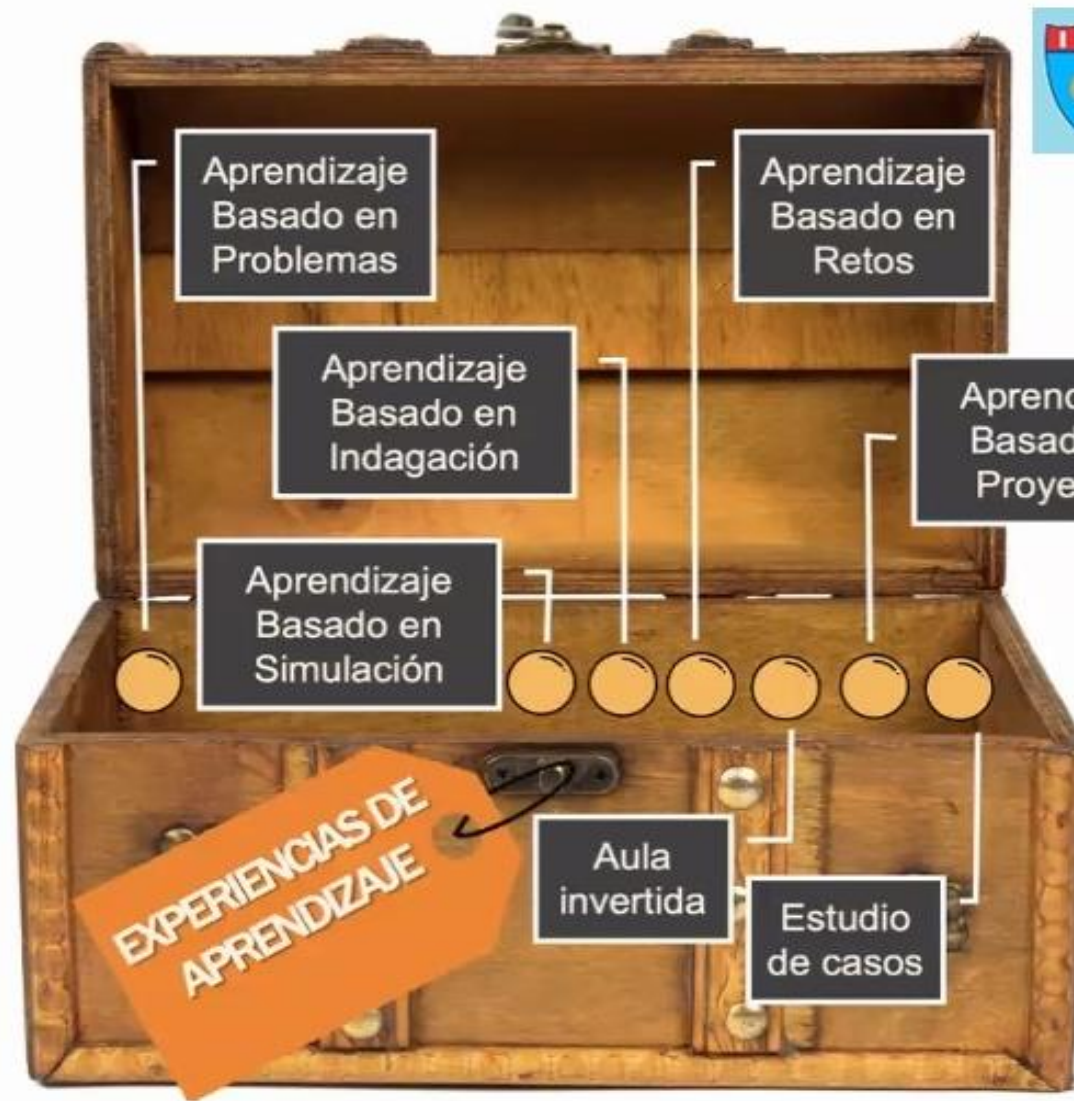 Aprendizaje
Basado en
Problemas
Aprendizaje
Basado en
Retos
Aprendizaje
Basado en
Indagación
Aprendizaje
Basado en
Simulación
EXPERIENCIAS DE
APRENDIZAJE
Aula
invertida
Estudio
de casos